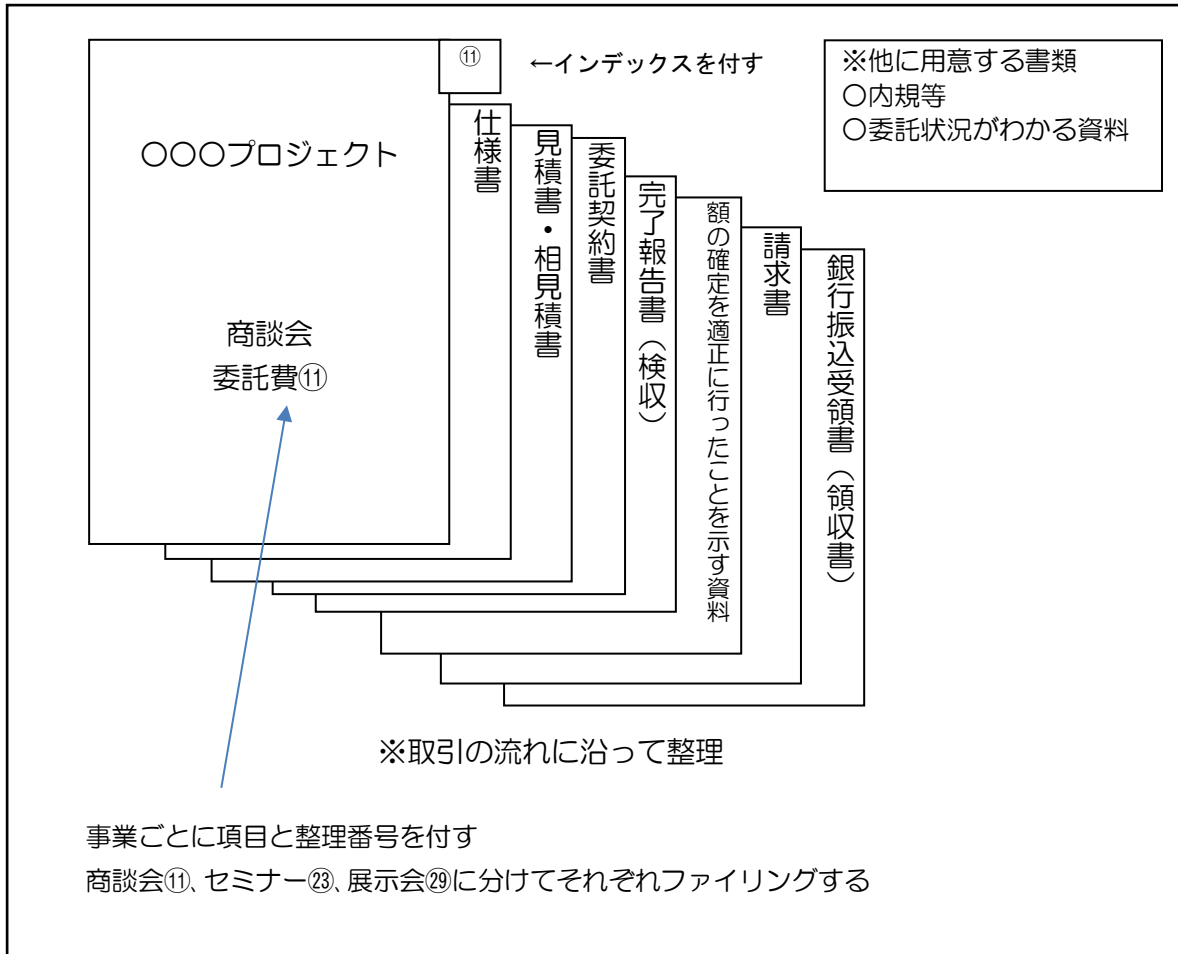 ⑪
←インデックスを付す
※他に用意する書類
○内規等
○委託状況がわかる資料
○○○プロジェクト
商談会
委託費⑪
仕様書
見積書・相見積書
委託契約書
完了報告書（検収）
額の確定を適正に行ったことを示す資料
請求書
銀行振込受領書（領収書）
※取引の流れに沿って整理
事業ごとに項目と整理番号を付す
商談会⑪、セミナー㉓、展示会㉙に分けてそれぞれファイリングする